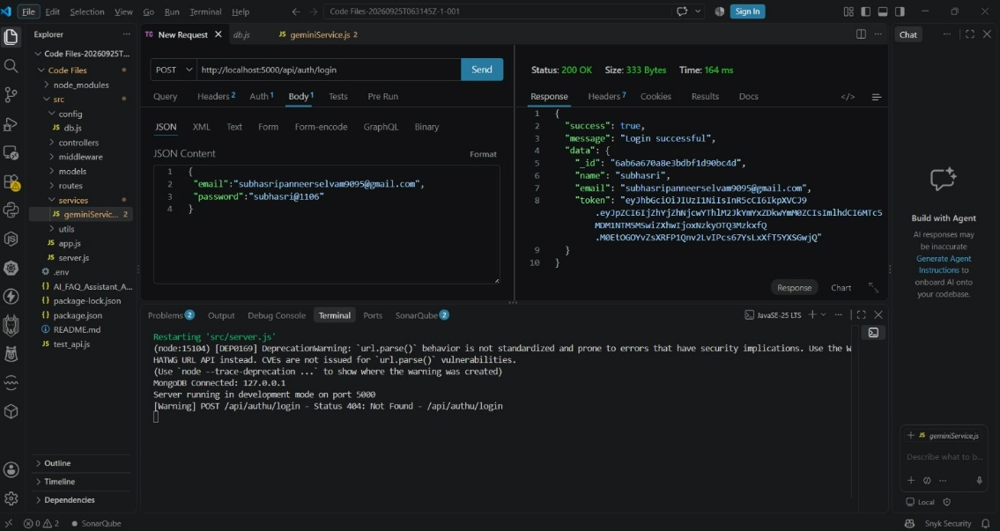 File Edit Selection View Go Run Terminal Help
Code Files-20260925T063145Z-1-001
Sign In
Explorer
Code Files-20260925T...
Code Files
node_modules
src
config
JS db.js
controllers
middleware
models
routes
services
JS geminiServic... 2
utils
JS app.js
JS server.js
.env
{} AI_FAQ_Assistant_A...
{} package-lock.json
{} package.json
README.md
JS test_api.js
Outline
Timeline
Dependencies
TC New Request
db.js
JS geminiService.js 2
POST
http://localhost:5000/api/auth/login
Send
Query Headers 2 Auth 1 Body 1 Tests Pre Run
JSON XML Text Form Form-encode GraphQL Binary
JSON Content
Format
1 {
2 "email":"subhasripanneerselvam9095@gmail.com",
3 "password":"subhasri@1106"
4 }
Status: 200 OK Size: 333 Bytes Time: 164 ms
Response Headers 7 Cookies Results Docs
1 {
2 "success": true,
3 "message": "Login successful",
4 "data": {
5 "_id": "6ab6a670a8e3bdbf1d90bc4d",
6 "name": "subhasri",
7 "email": "subhasripanneerselvam9095@gmail.com",
8 "token": "eyJhbGciOiJIUzI1NiIsInR5cCI6IkpXVCJ9
9 }
10 }
Response Chart
Problems 2 Output Debug Console Terminal Ports SonarQube 2
JavaSE-25 LTS
Restarting 'src/server.js'
(node:15104) [DEP0169] DeprecationWarning: `url.parse()` behavior is not standardized and prone to errors that have security implications. Use the W
HATWG URL API instead. CVEs are not issued for `url.parse()` vulnerabilities.
(Use `node --trace-deprecation ...` to show where the warning was created)
MongoDB Connected: 127.0.0.1
Server running in development mode on port 5000
[Warning] POST /api/authu/login - Status 404: Not Found - /api/authu/login
Chat
Build with Agent
AI responses may
be inaccurate
Generate Agent
Instructions to
onboard AI onto
your codebase.
JS geminiService.js
Describe what to b...
Local
0 2 SonarQube
Snyk Security